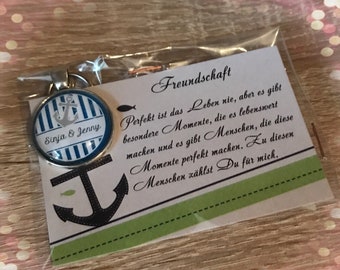 Freundschaft
Perfekt ist das Leben nie, aber es gibt
besondere Momente, die es lebenswert
machen und es gibt Menschen, die diese
Momente perfekt machen. Zu diesen
Menschen zählst Du für mich.
Sinja & Jenny